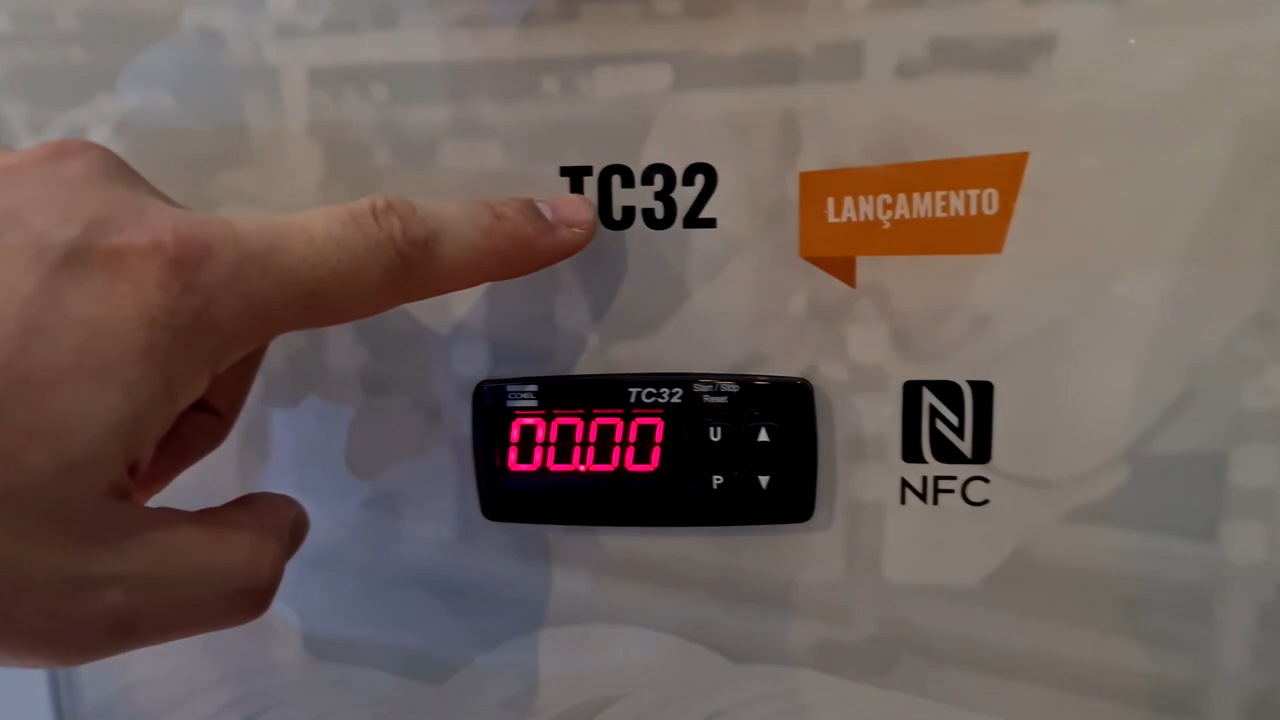 TC32
LANÇAMENTO
COEL
TC32
Start / Stop
Reset
00.00
U
P
NFC